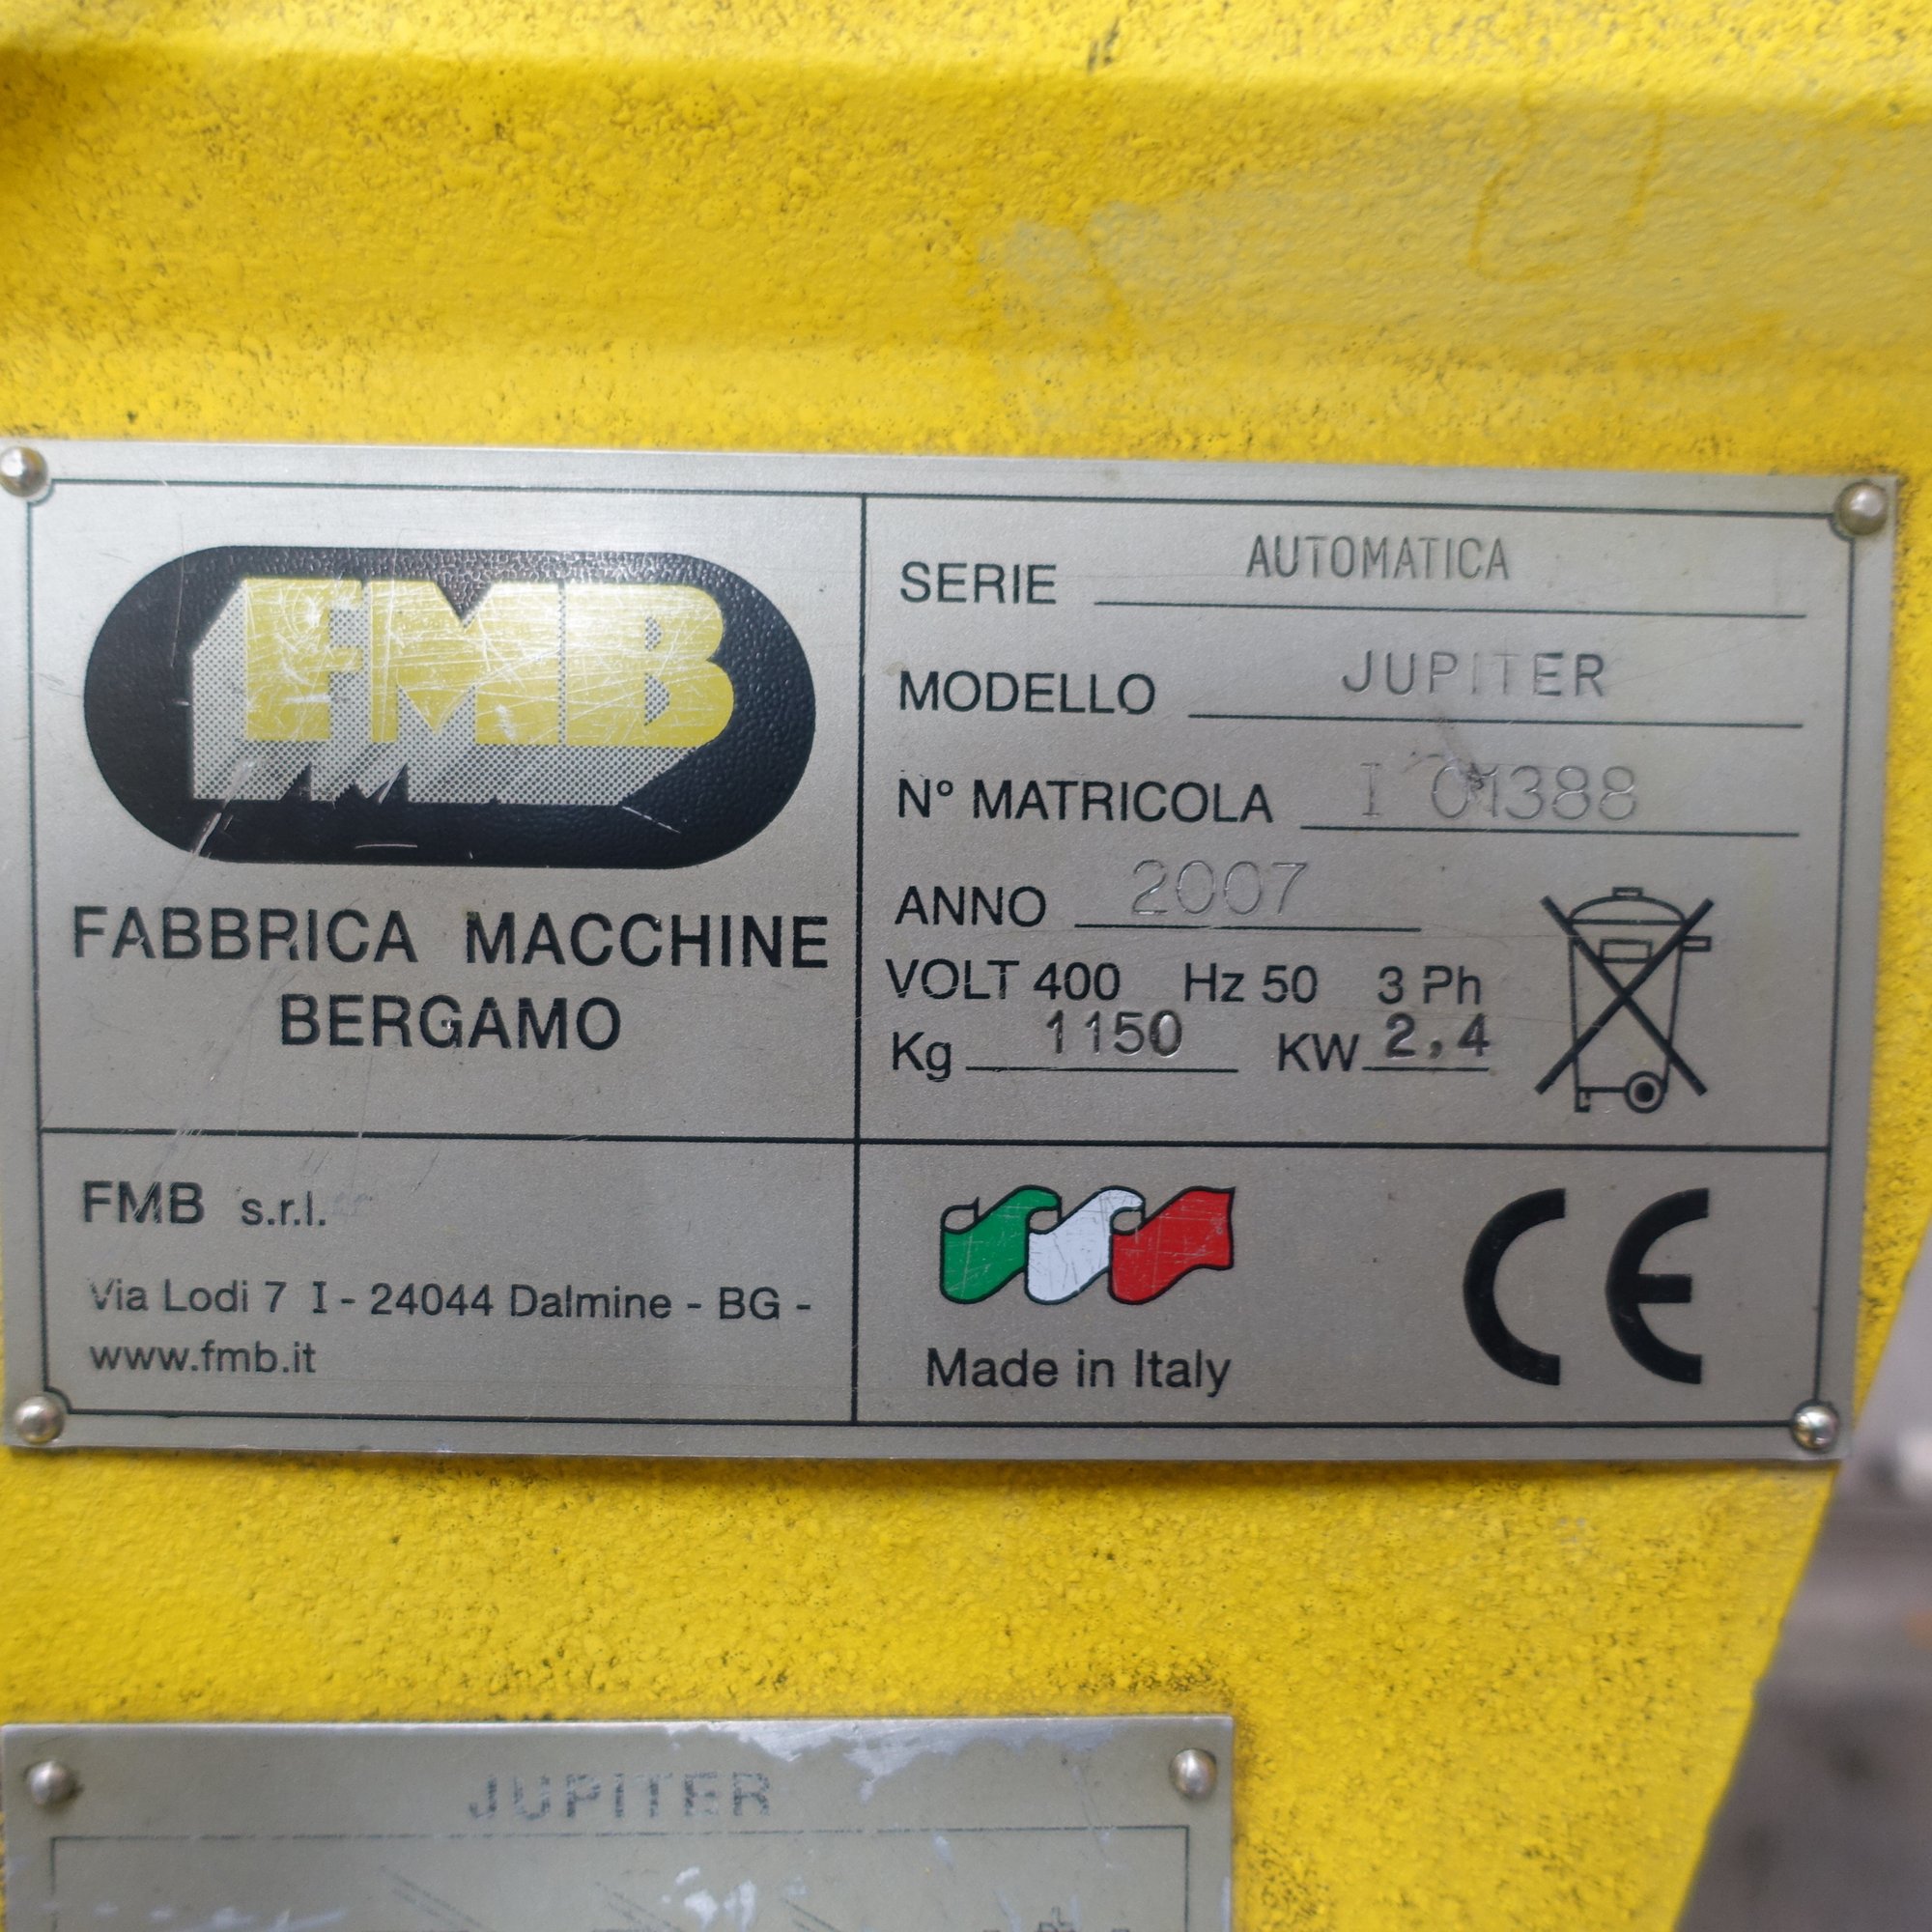 FMB
FABBRICA MACCHINE
BERGAMO
SERIE AUTOMATICA
MODELLO JUPITER
N° MATRICOLA I 01388
ANNO 2007
VOLT 400 Hz 50 3 Ph
Kg 1150 KW 2,4
FMB s.r.l.
Via Lodi 7 I - 24044 Dalmine - BG -
www.fmb.it
Made in Italy
CE
JUPITER